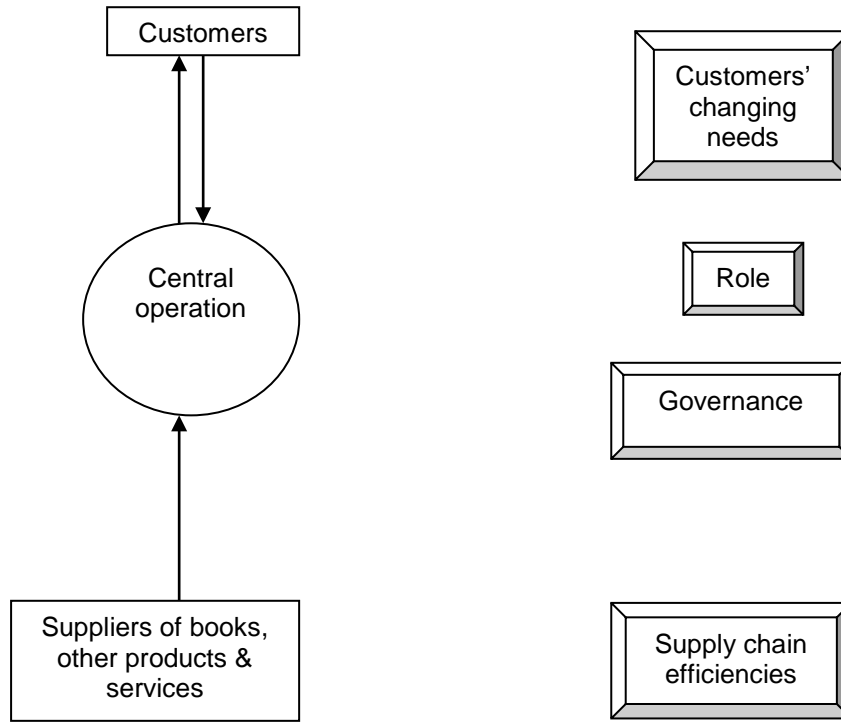 Customers
Customers’
changing
needs
Central
operation
Role
Governance
Suppliers of books,
other products &
services
Supply chain
efficiencies